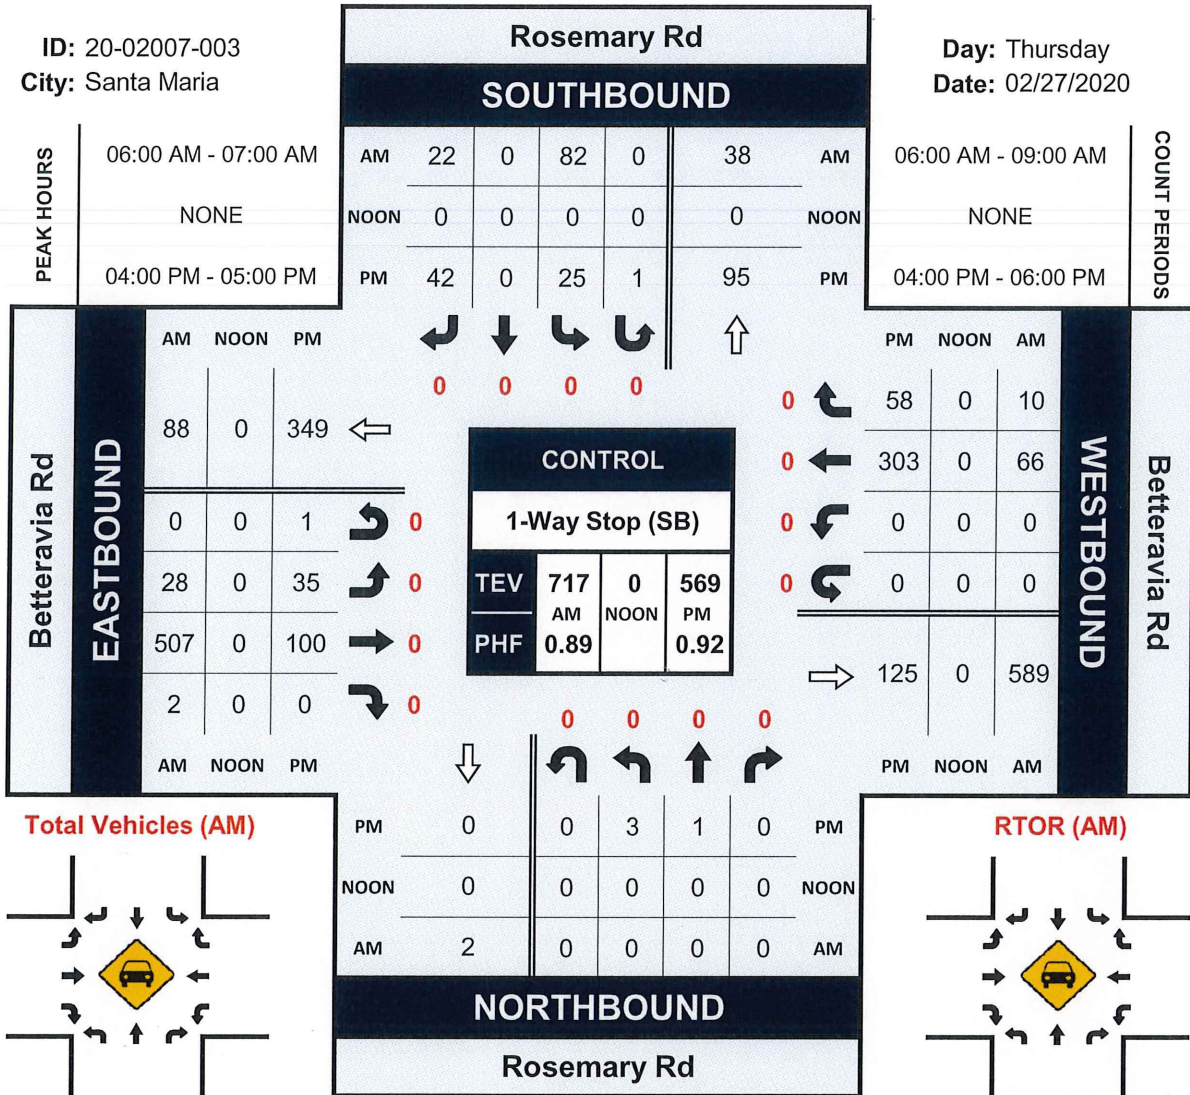 Rosemary Rd
ID: 20-02007-003
Day: Thursday
City: Santa Maria
Date: 02/27/2020
SOUTHBOUND
PEAK HOURS
06:00 AM - 07:00 AM
AM 22 0 82 0 38 AM
06:00 AM - 09:00 AM
COUNT PERIODS
NONE
NOON 0 0 0 0 0 NOON
NONE
04:00 PM - 05:00 PM
PM 42 0 25 1 95 PM
04:00 PM - 06:00 PM
AM NOON PM
PM NOON AM
0 0 0 0
88 0 349
0 58 0 10
0 303 0 66
0 0 1 0
0 0 0 0
28 0 35 0
0 0 0 0
507 0 100 0
2 0 0 0
125 0 589
AM NOON PM
PM NOON AM
Betteravia Rd
EASTBOUND
CONTROL
1-Way Stop (SB)
TEV 717 0 569
AM NOON PM
PHF 0.89 0.92
WESTBOUND
Betteravia Rd
0 0 0 0
PM 0 0 3 1 0 PM
NOON 0 0 0 0 0 NOON
AM 2 0 0 0 0 AM
NORTHBOUND
Rosemary Rd
Total Vehicles (AM)
RTOR (AM)